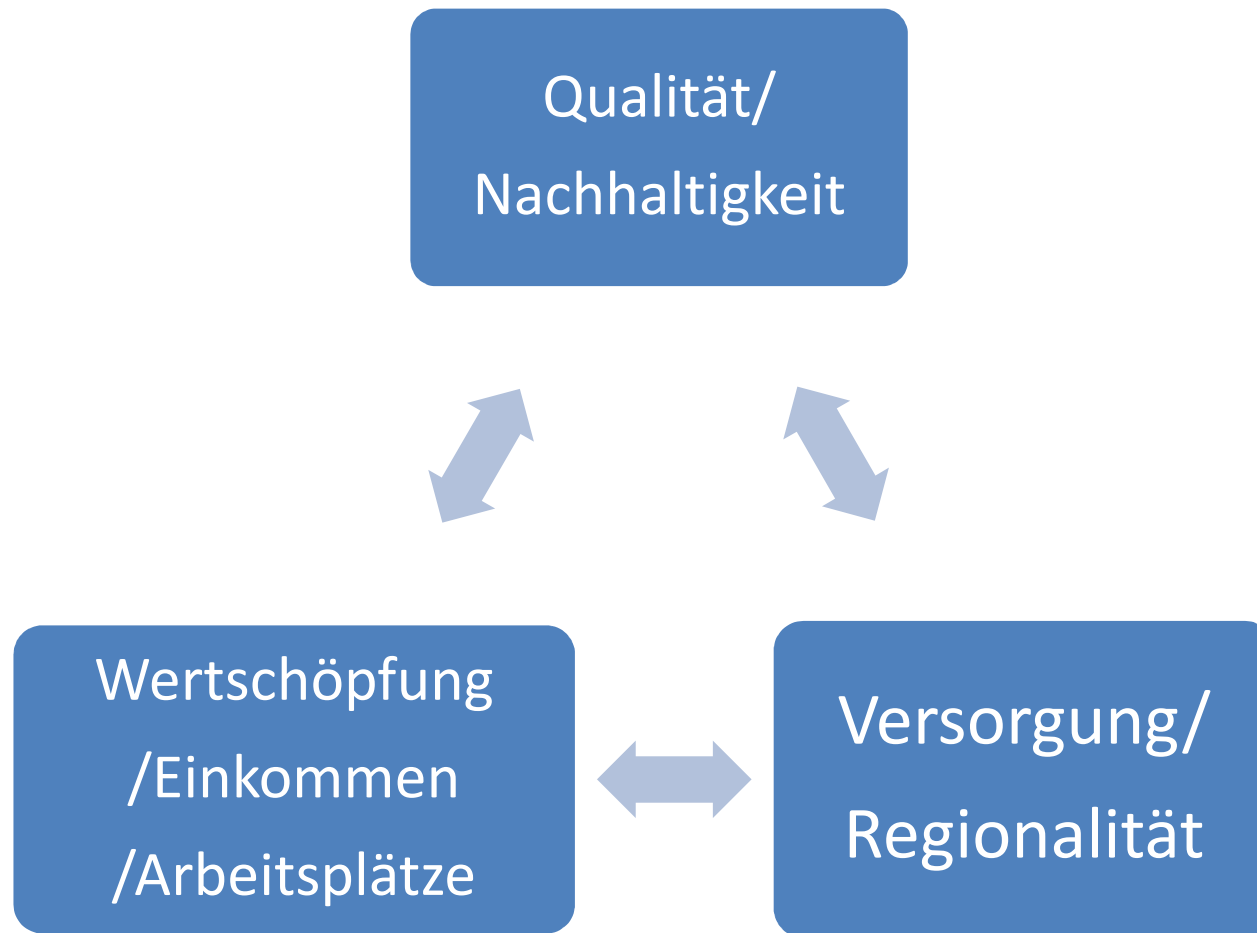 Qualität/
Nachhaltigkeit
Wertschöpfung
/Einkommen
/Arbeitsplätze
Versorgung/
Regionalität